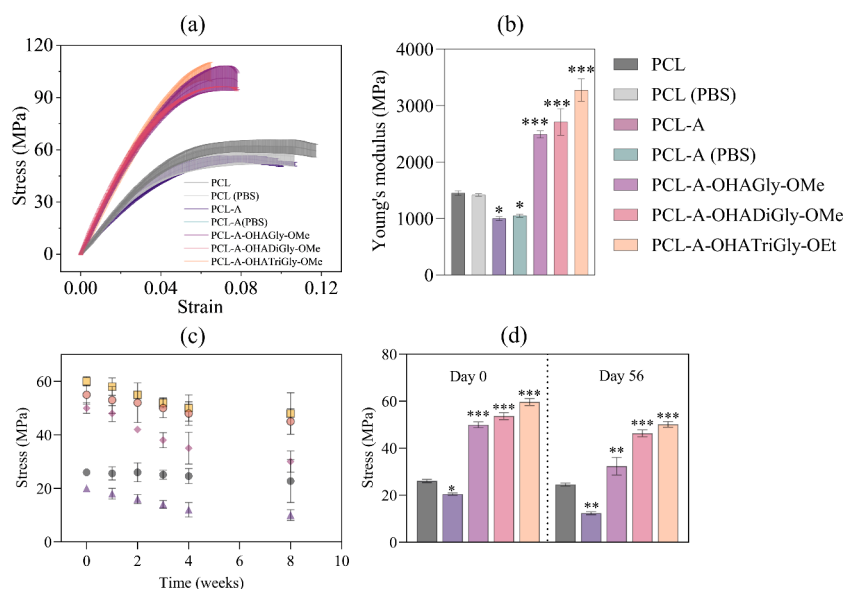 (a)
120
90
60
30
0
Stress (MPa)
0.00
0.04
0.08
0.12
Strain
PCL
PCL (PBS)
PCL-A
PCL-A(PBS)
PCL-A-OHAGly-OMe
PCL-A-OHADiGly-OMe
PCL-A-OHATriGly-OMe
(b)
4000
3000
2000
1000
0
Young's modulus (MPa)
*
*
***
***
***
PCL
PCL (PBS)
PCL-A
PCL-A (PBS)
PCL-A-OHAGly-OMe
PCL-A-OHADiGly-OMe
PCL-A-OHATriGly-OEt
(c)
60
40
20
0
Stress (MPa)
0
2
4
6
8
10
Time (weeks)
(d)
80
60
40
20
0
Stress (MPa)
Day 0
Day 56
*
***
***
***
**
**
***
***